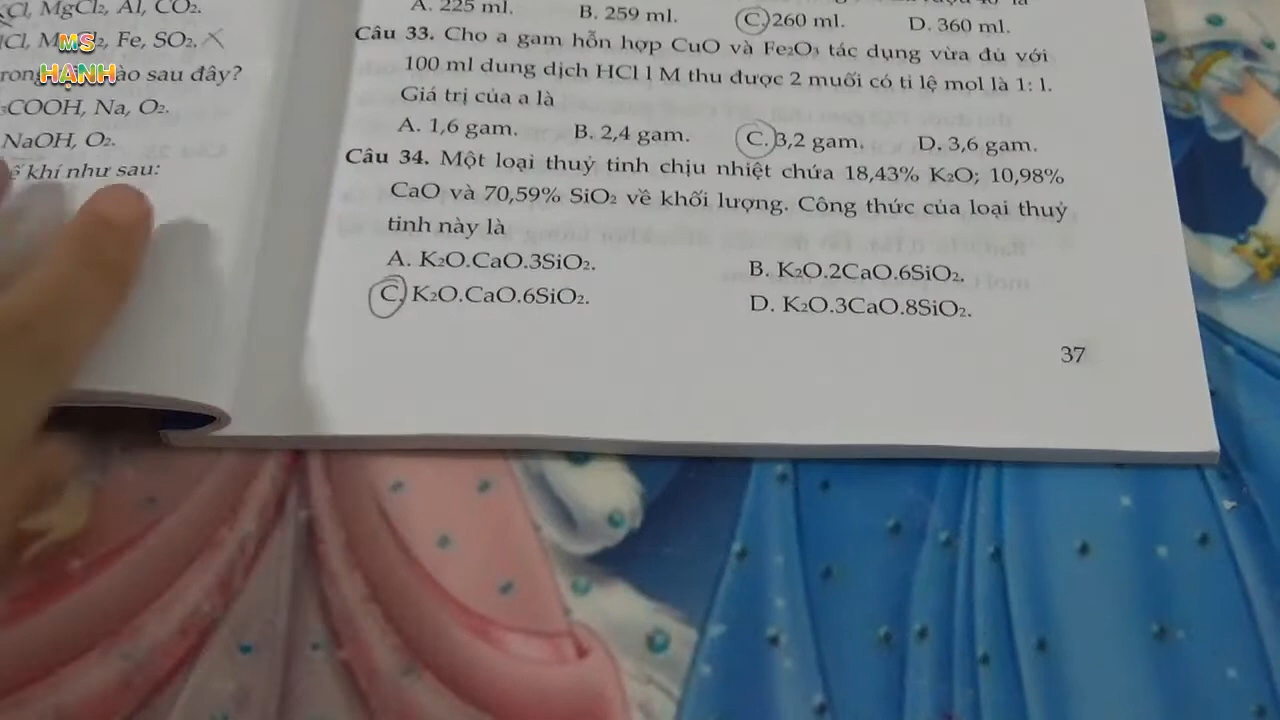 Cl, MgCl₂, Al, CO₂.
Cl, M , Fe, SO₂.
MS
HẠNH
sau đây?
COOH, Na, O₂.
NaOH, O₂.
khí như sau:
A. 225 ml. B. 259 ml. C. 260 ml. D. 360 ml.
Câu 33. Cho a gam hỗn hợp CuO và Fe₂O₃ tác dụng vừa đủ với
100 ml dung dịch HCl 1 M thu được 2 muối có tỉ lệ mol là 1: 1.
Giá trị của a là
A. 1,6 gam. B. 2,4 gam. C. 3,2 gam. D. 3,6 gam.
Câu 34. Một loại thuỷ tinh chịu nhiệt chứa 18,43% K₂O; 10,98%
CaO và 70,59% SiO₂ về khối lượng. Công thức của loại thuỷ
tinh này là
A. K₂O.CaO.3SiO₂. B. K₂O.2CaO.6SiO₂.
C. K₂O.CaO.6SiO₂. D. K₂O.3CaO.8SiO₂.
37